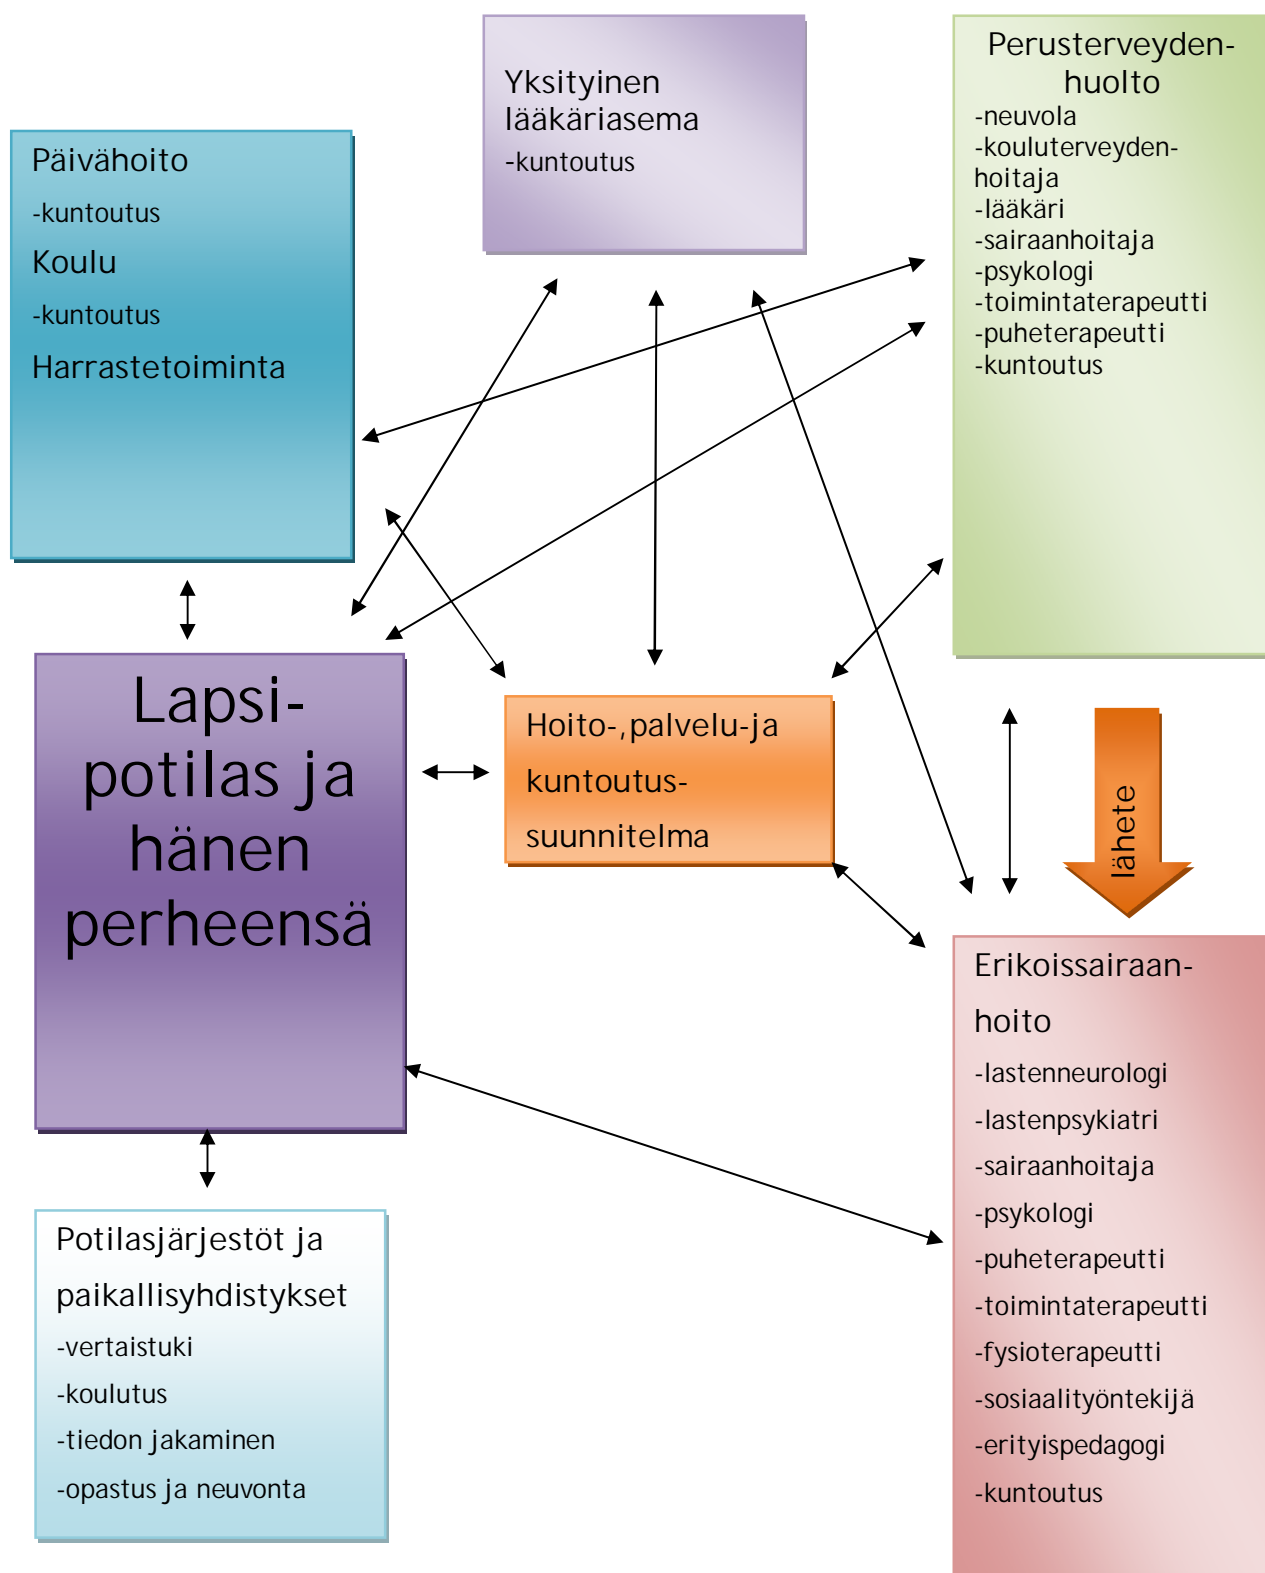 Päivähoito
-kuntoutus
Koulu
-kuntoutus
Harrastetoiminta
Yksityinen
lääkäriasema
-kuntoutus
Perusterveyden-
huolto
-neuvola
-kouluterveyden-
hoitaja
-lääkäri
-sairaanhoitaja
-psykologi
-toimintaterapeutti
-puheterapeutti
-kuntoutus
Lapsi-
potilas ja
hänen
perheensä
Hoito-,palvelu-ja
kuntoutus-
suunnitelma
lähete
Erikoissairaan-
hoito
-lastenneurologi
-lastenpsykiatri
-sairaanhoitaja
-psykologi
-puheterapeutti
-toimintaterapeutti
-fysioterapeutti
-sosiaalityöntekijä
-erityispedagogi
-kuntoutus
Potilasjärjestöt ja
paikallisyhdistykset
-vertaistuki
-koulutus
-tiedon jakaminen
-opastus ja neuvonta